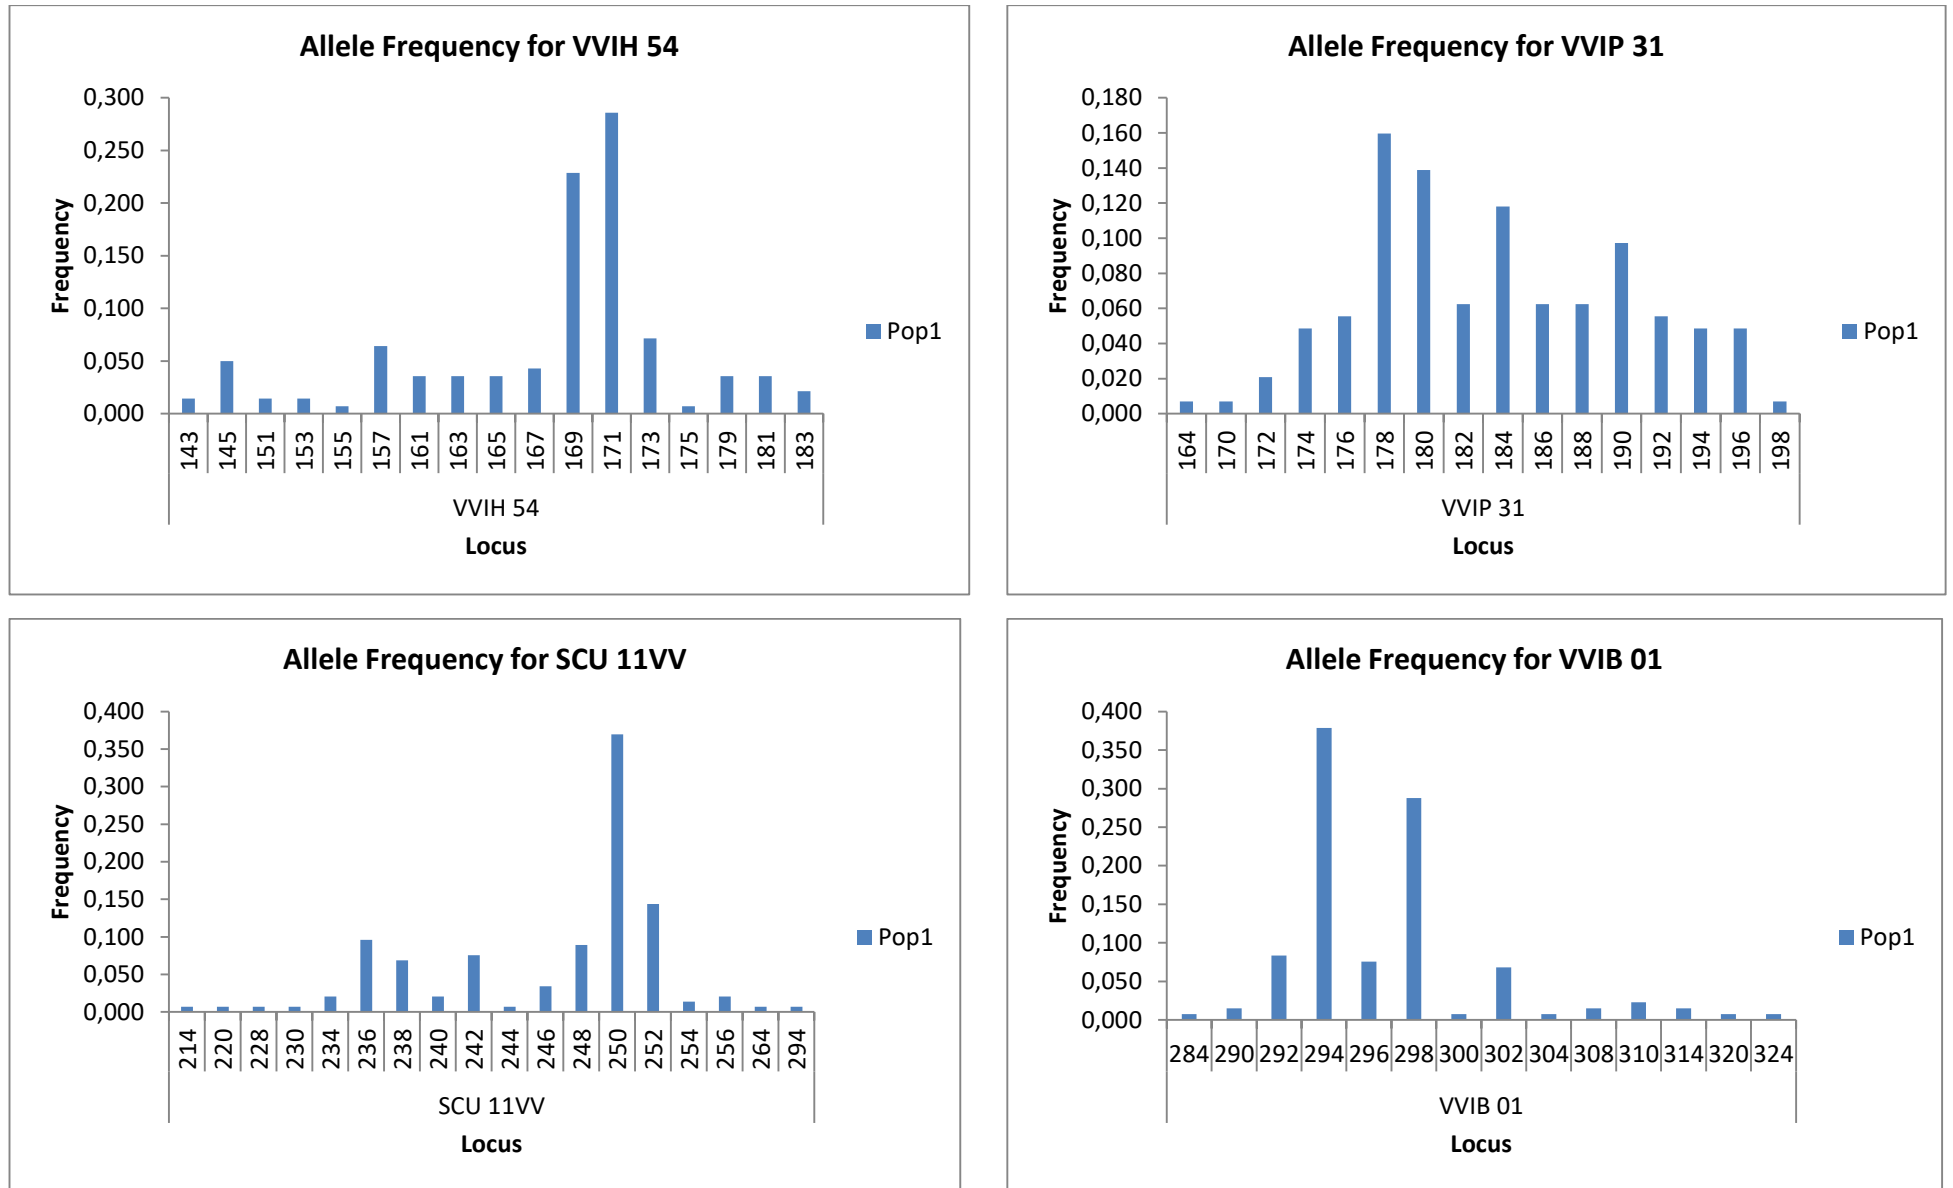 Allele Frequency for VVIH 54
0,300
0,250
0,200
0,150
0,100
0,050
0,000
Frequency
143 145 151 153 155 157 161 163 165 167 169 171 173 175 179 181 183
VVIH 54
Locus
Pop1
Allele Frequency for VVIP 31
0,180
0,160
0,140
0,120
0,100
0,080
0,060
0,040
0,020
0,000
Frequency
164 170 172 174 176 178 180 182 184 186 188 190 192 194 196 198
VVIP 31
Locus
Pop1
Allele Frequency for SCU 11VV
0,400
0,350
0,300
0,250
0,200
0,150
0,100
0,050
0,000
Frequency
214 220 228 230 234 236 238 240 242 244 246 248 250 252 254 256 264 294
SCU 11VV
Locus
Pop1
Allele Frequency for VVIB 01
0,400
0,350
0,300
0,250
0,200
0,150
0,100
0,050
0,000
Frequency
284 290 292 294 296 298 300 302 304 308 310 314 320 324
VVIB 01
Locus
Pop1